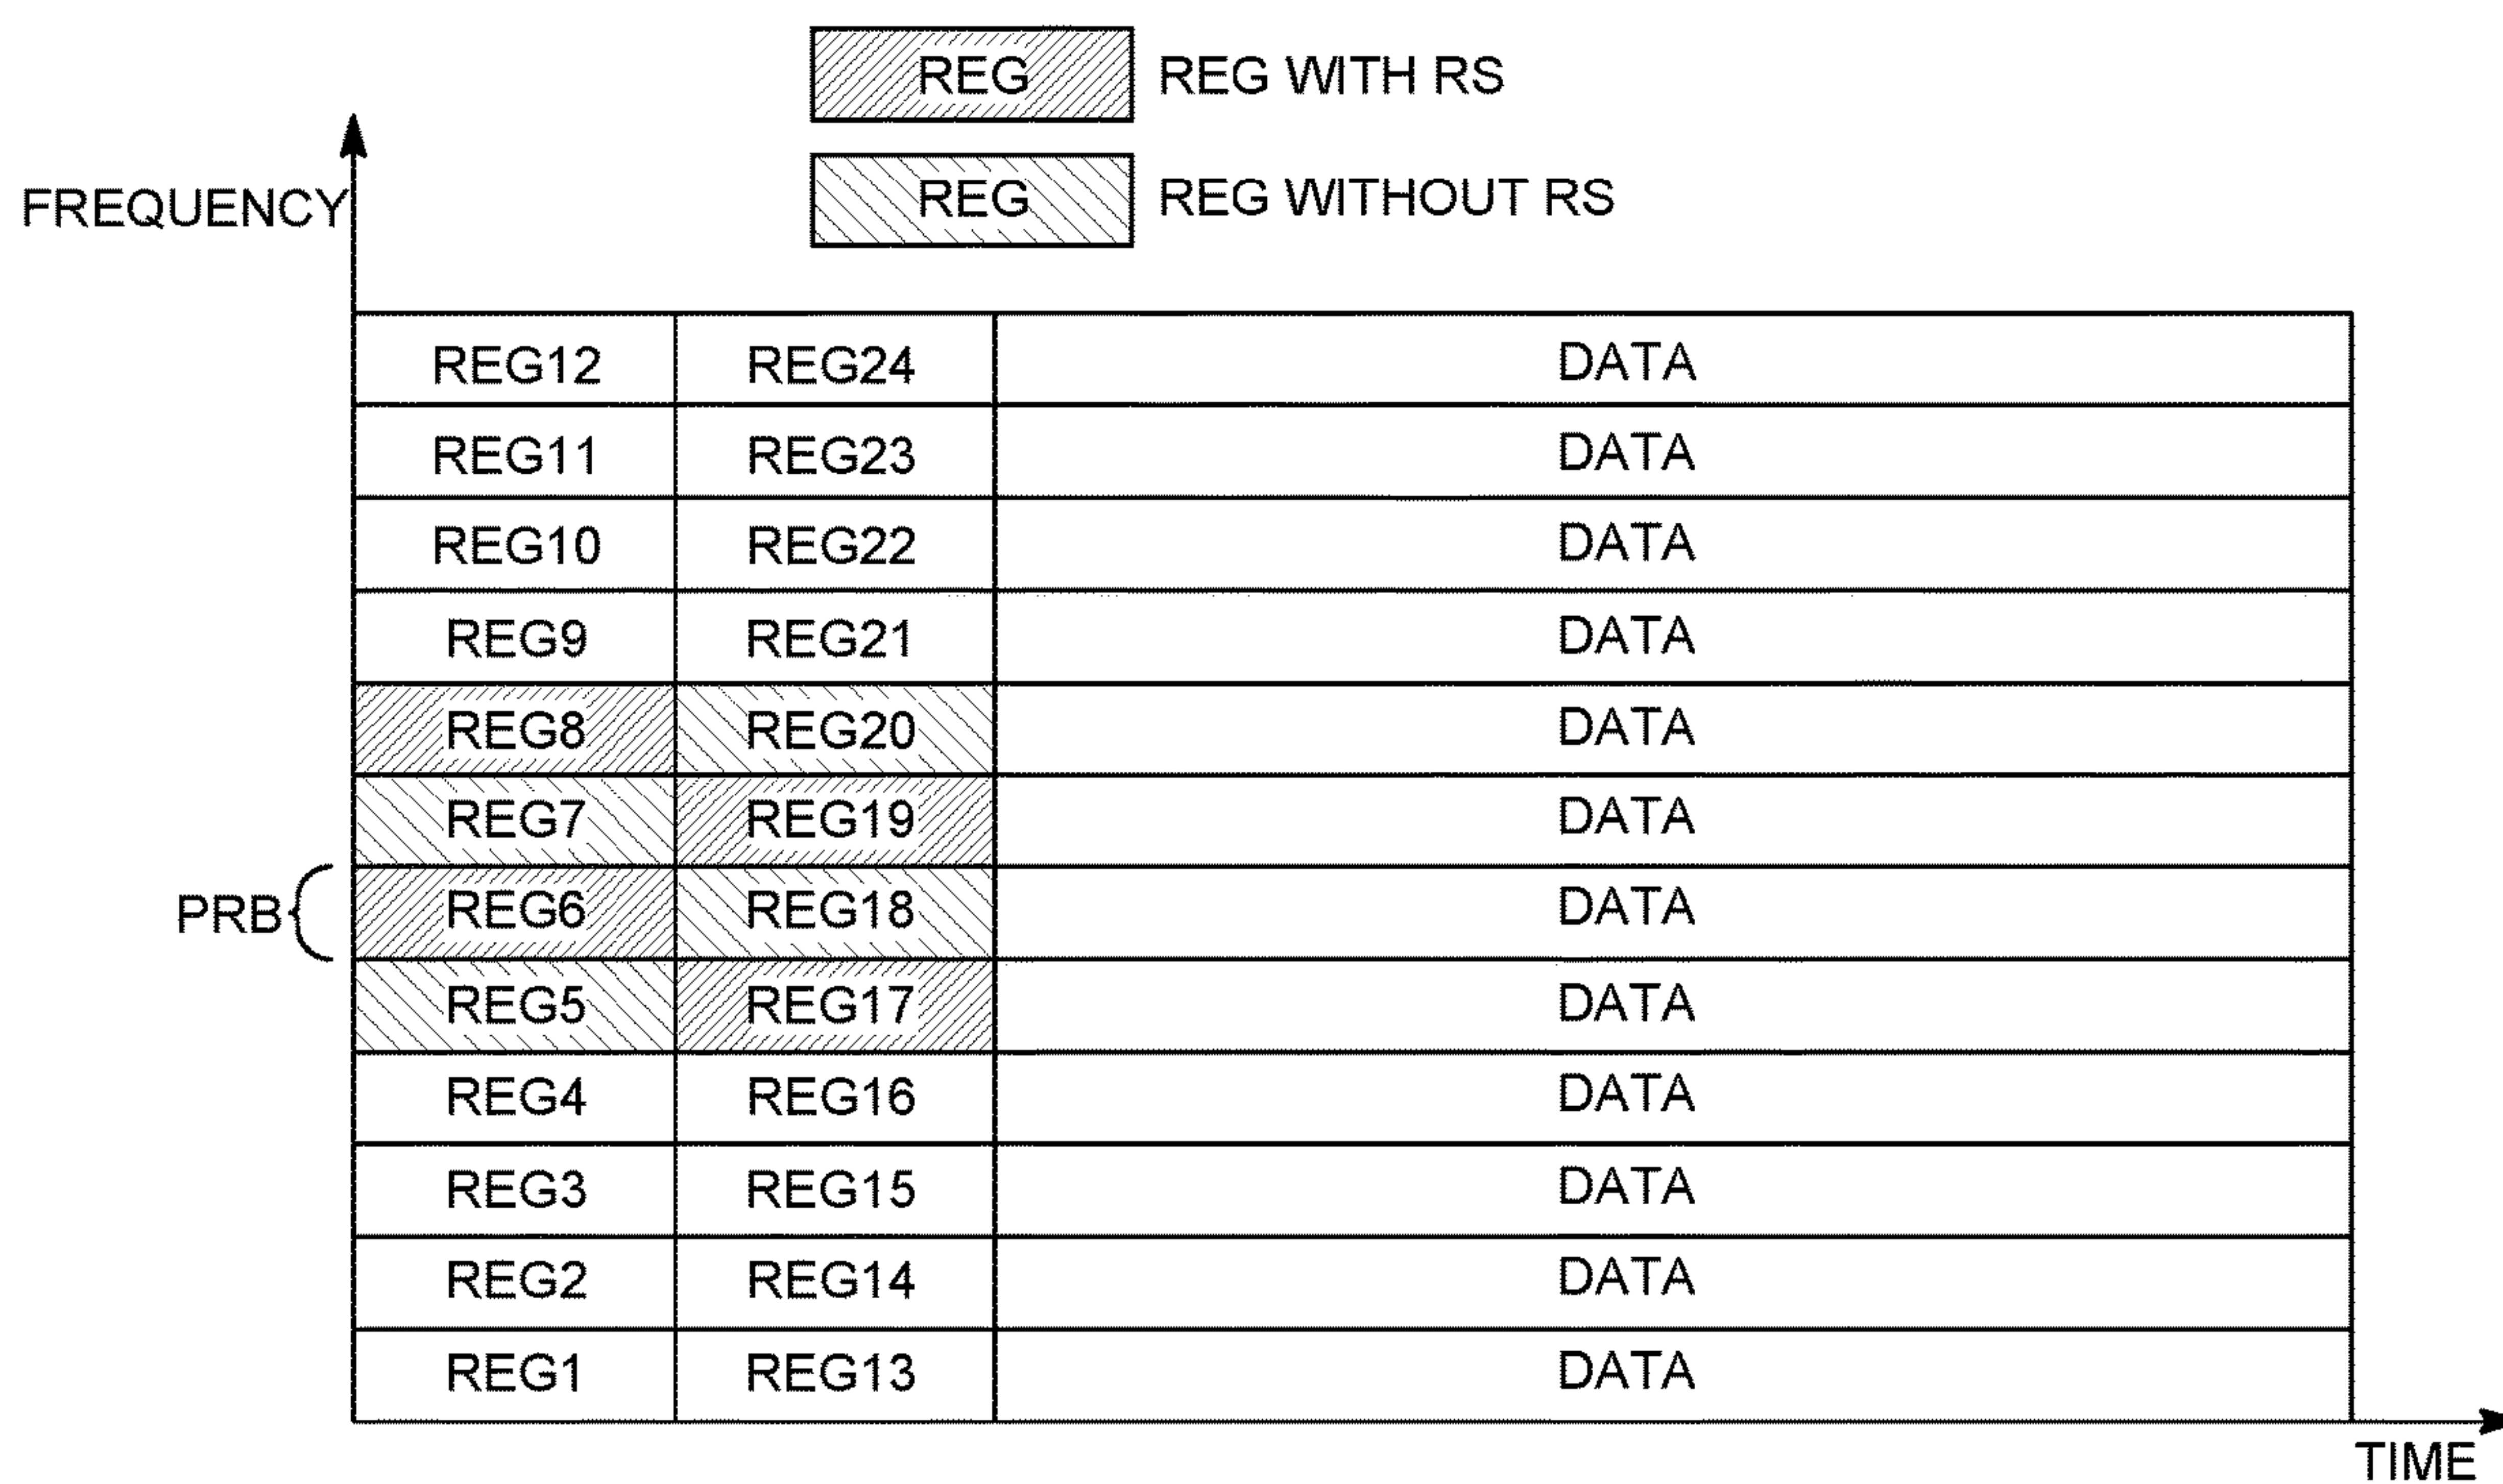 REG REG WITH RS
REG REG WITHOUT RS
FREQUENCY
REG12 REG24 DATA
REG11 REG23 DATA
REG10 REG22 DATA
REG9 REG21 DATA
REG8 REG20 DATA
REG7 REG19 DATA
PRB REG6 REG18 DATA
REG5 REG17 DATA
REG4 REG16 DATA
REG3 REG15 DATA
REG2 REG14 DATA
REG1 REG13 DATA
TIME